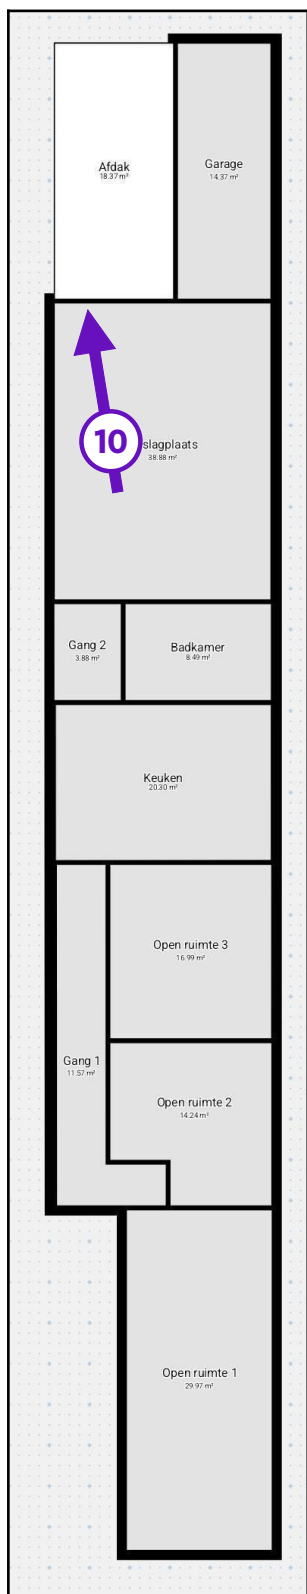 Afdak
18.37 m²
Garage
14.37 m²
10
slagplaats
38.88 m²
Gang 2
3.88 m²
Badkamer
8.49 m²
Keuken
20.30 m²
Open ruimte 3
16.99 m²
Gang 1
11.57 m²
Open ruimte 2
14.24 m²
Open ruimte 1
29.97 m²